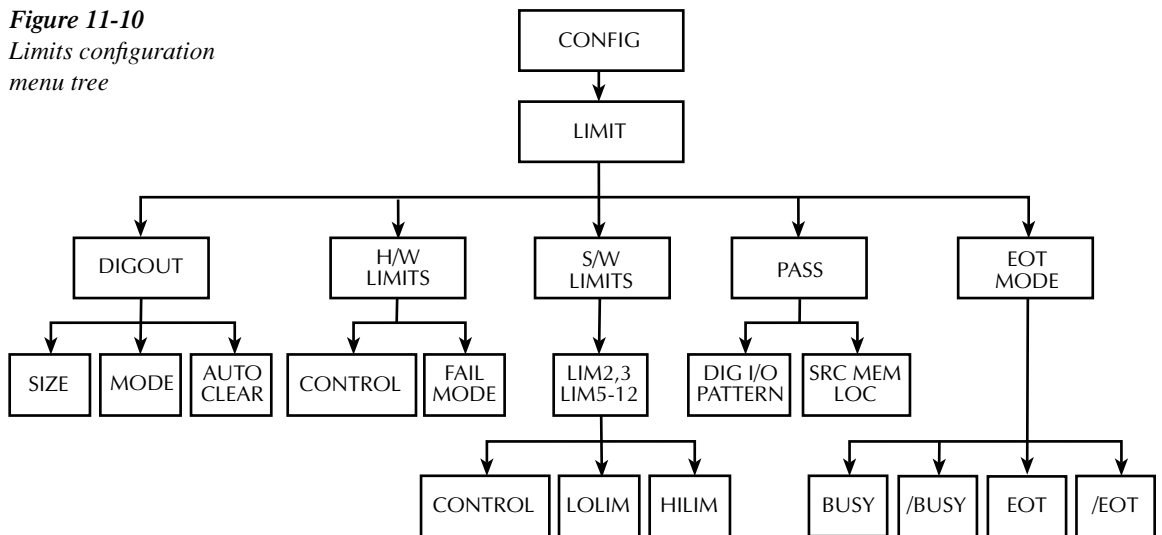 Figure 11-10
Limits configuration
menu tree
CONFIG
LIMIT
DIGOUT
H/W
LIMITS
S/W
LIMITS
PASS
EOT
MODE
SIZE
MODE
AUTO
CLEAR
CONTROL
FAIL
MODE
LIM2,3
LIM5-12
DIG I/O
PATTERN
SRC MEM
LOC
CONTROL
LOLIM
HILIM
BUSY
/BUSY
EOT
/EOT